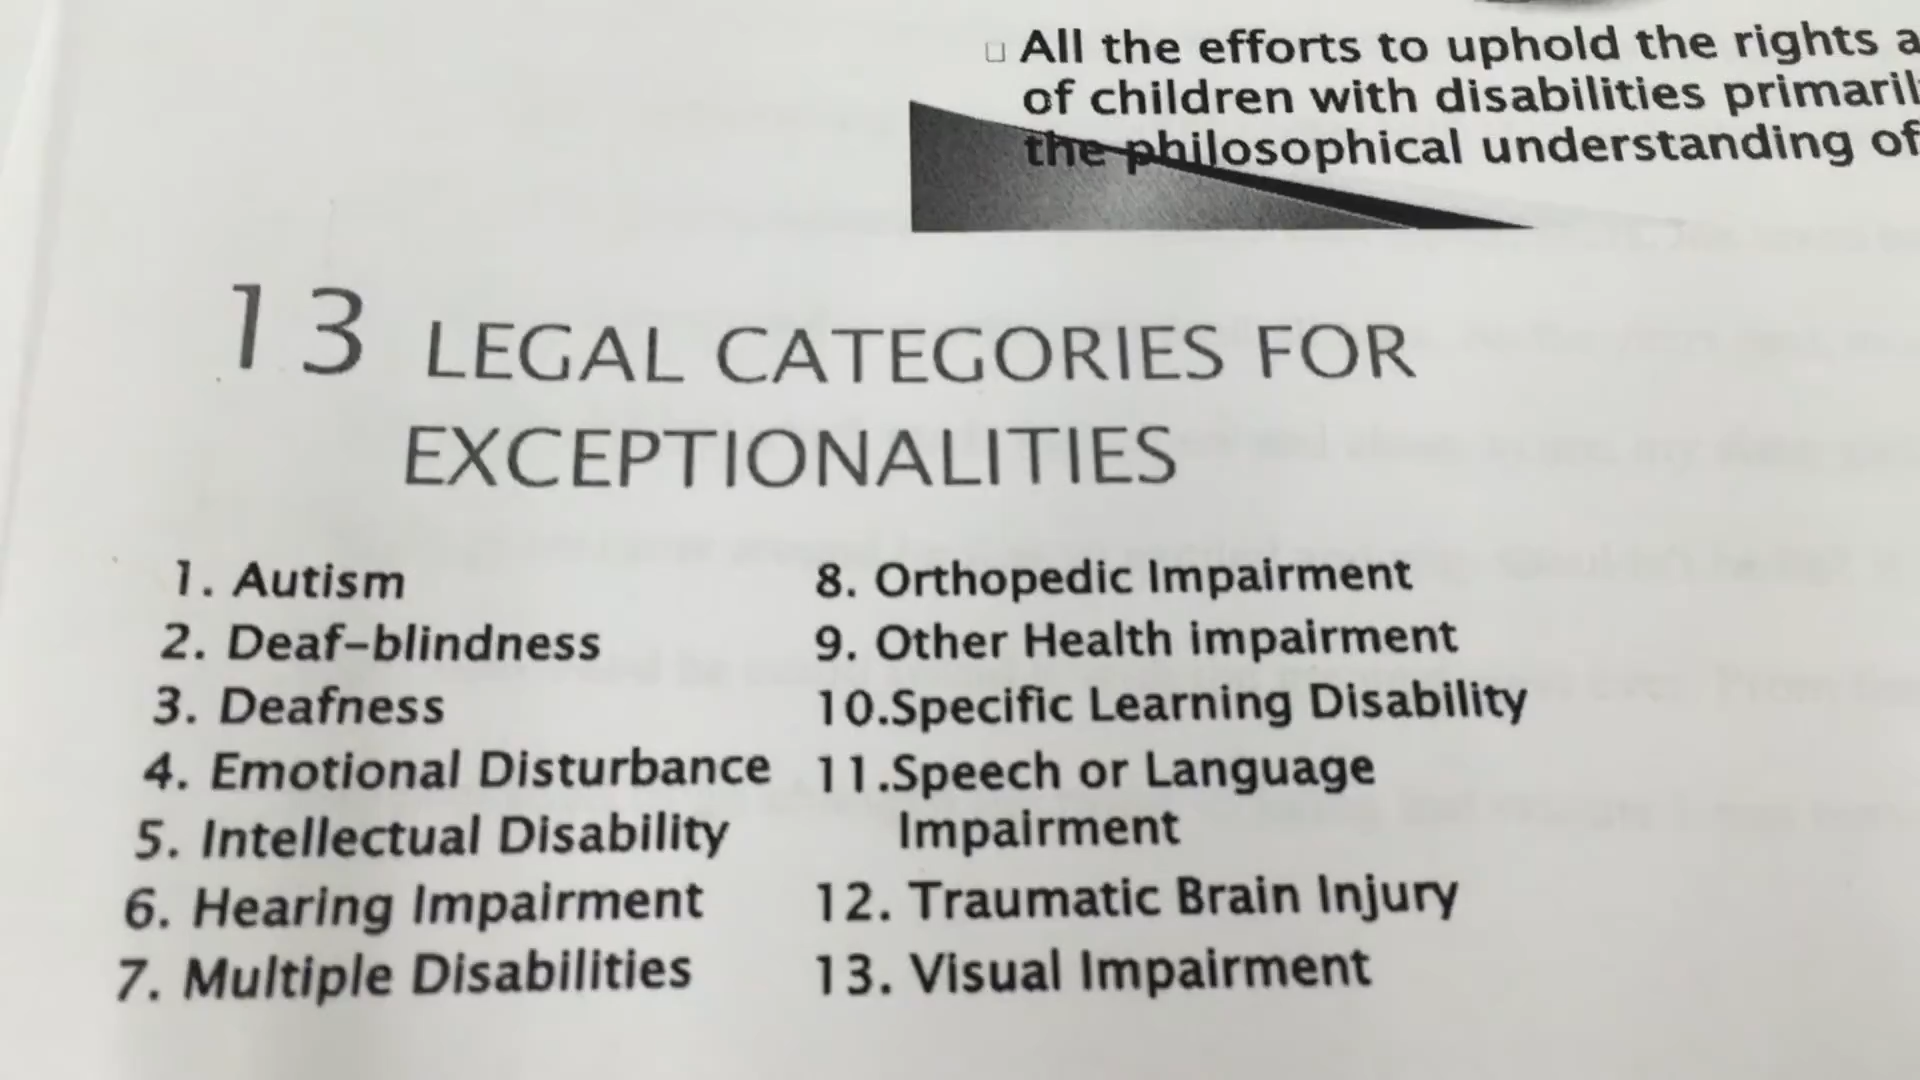 □ All the efforts to uphold the rights a
of children with disabilities primaril
the philosophical understanding of
13 LEGAL CATEGORIES FOR
EXCEPTIONALITIES
1. Autism
2. Deaf-blindness
3. Deafness
4. Emotional Disturbance
5. Intellectual Disability
6. Hearing Impairment
7. Multiple Disabilities
8. Orthopedic Impairment
9. Other Health impairment
10.Specific Learning Disability
11.Speech or Language
Impairment
12. Traumatic Brain Injury
13. Visual Impairment